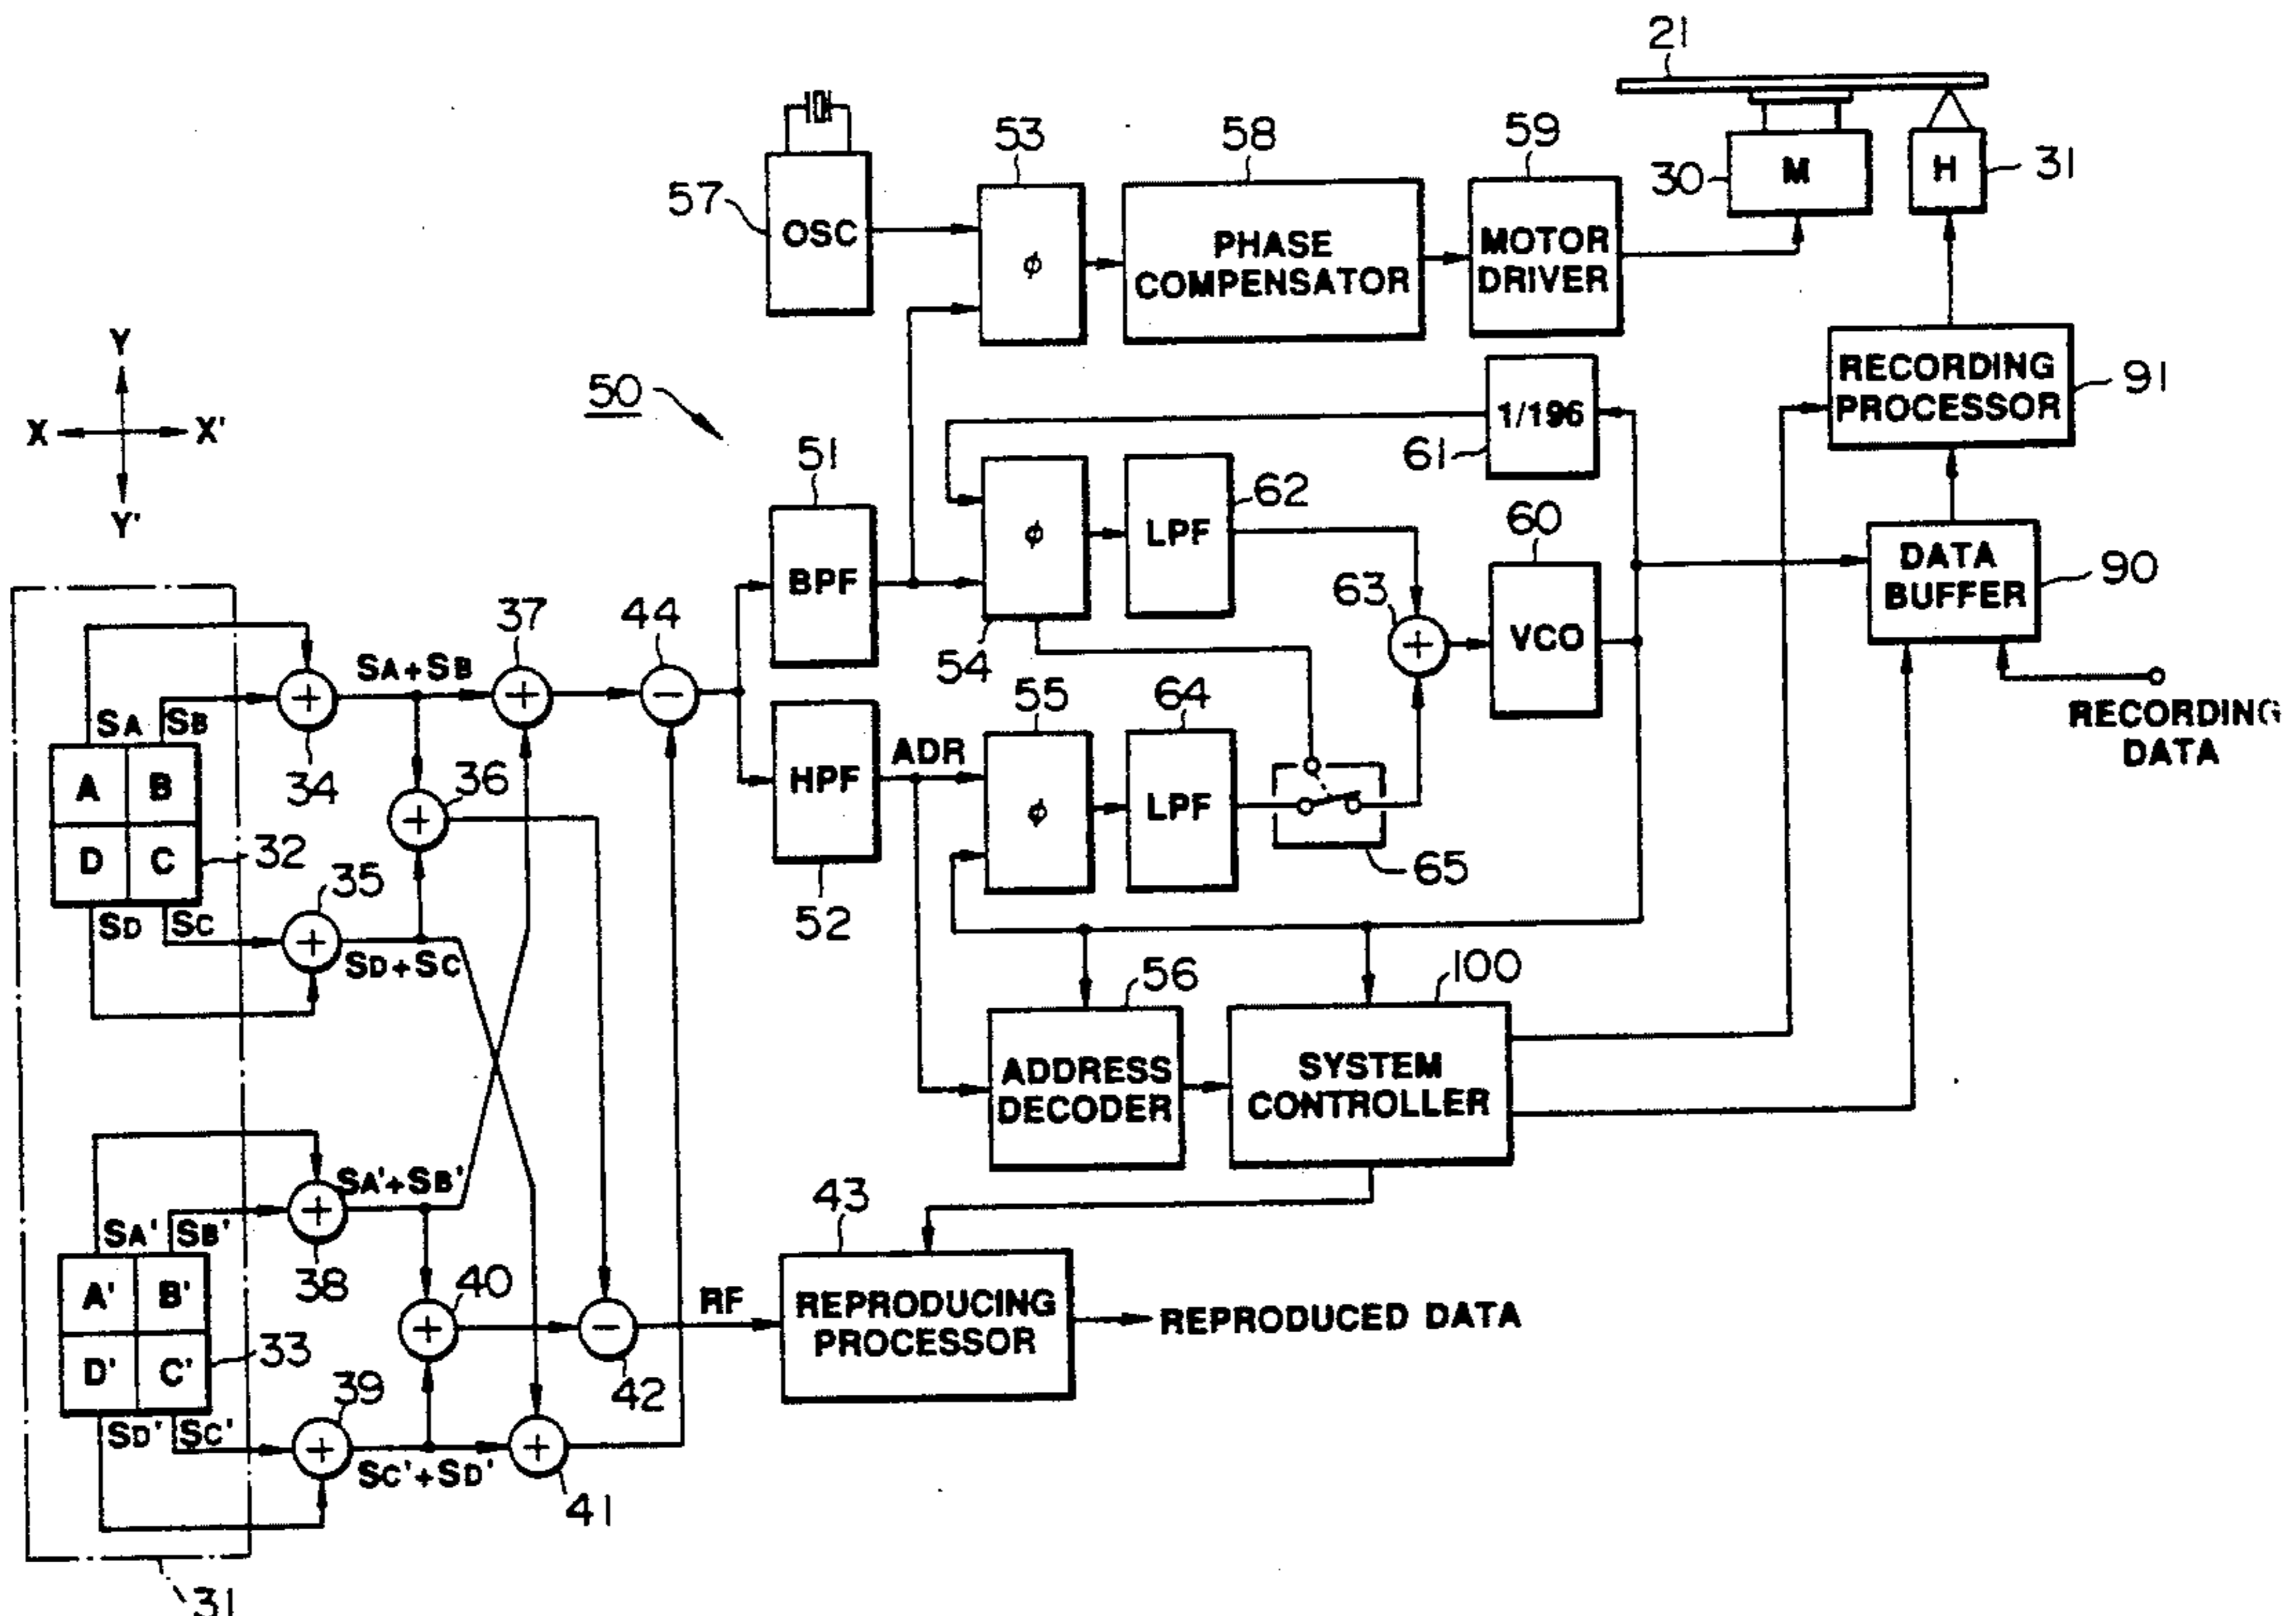 21
57
OSC
53
ϕ
58
PHASE
COMPENSATOR
59
MOTOR
DRIVER
30
M
H
31
Y
X X'
Y'
50
1/196
61
RECORDING
PROCESSOR
91
51
BPF
54
ϕ
LPF
62
63
+
60
VCO
DATA
BUFFER
90
RECORDING
DATA
SA
SB
34
+
SA+SB
37
+
44
−
HPF
52
ADR
55
ϕ
64
LPF
65
A B
D C
32
36
+
35
+
SD
SC
SD+SC
56
ADDRESS
DECODER
100
SYSTEM
CONTROLLER
SA'
SB'
38
+
SA'+SB'
A' B'
D' C'
33
40
+
−
42
RF
43
REPRODUCING
PROCESSOR
REPRODUCED DATA
SD'
SC'
39
+
SC'+SD'
+
41
31